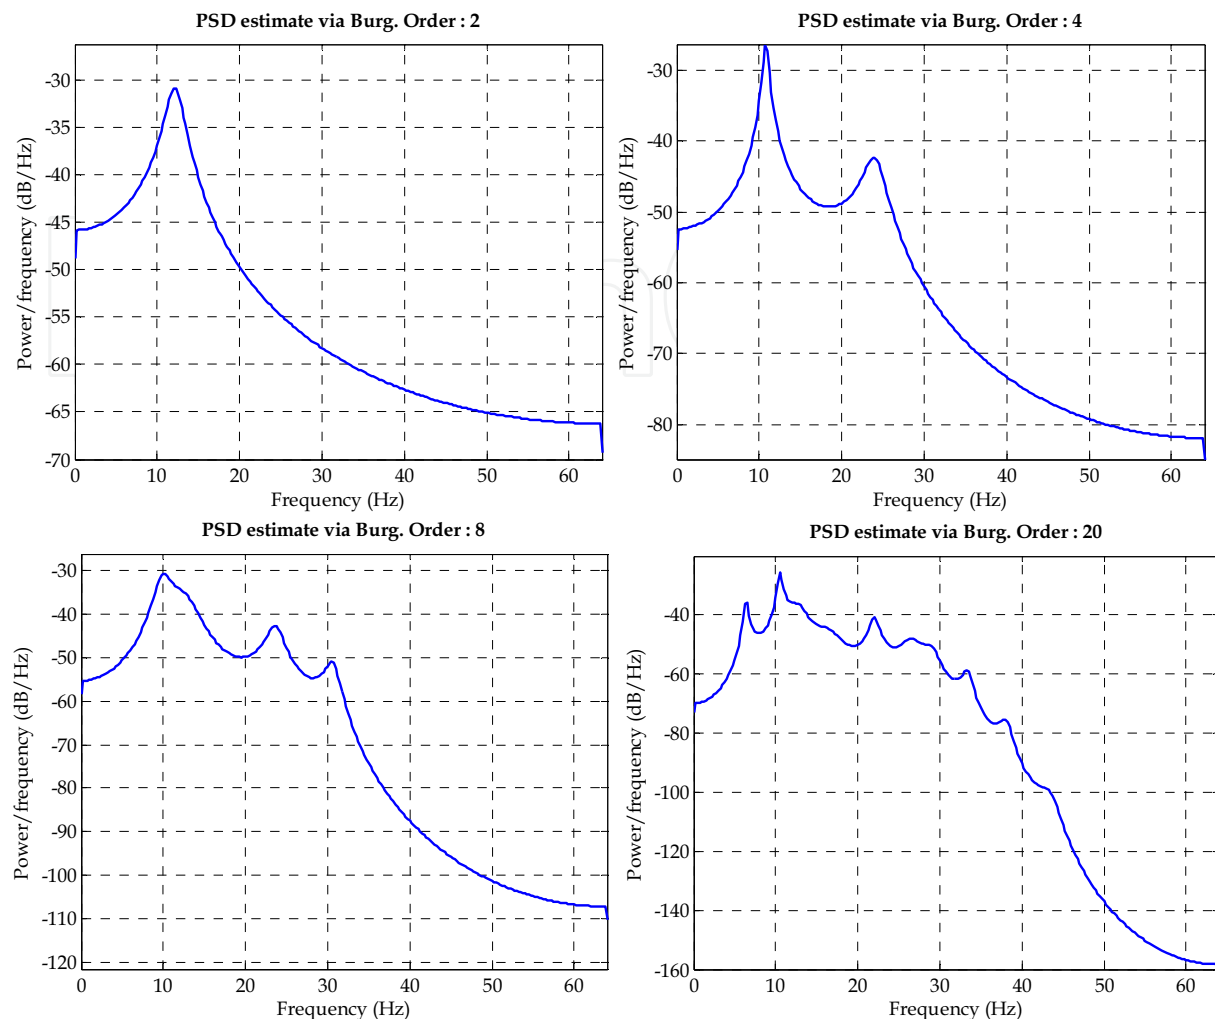 PSD estimate via Burg. Order : 2
Power/frequency (dB/Hz)
-30
-35
-40
-45
-50
-55
-60
-65
-70
0 10 20 30 40 50 60
Frequency (Hz)
PSD estimate via Burg. Order : 4
Power/frequency (dB/Hz)
-30
-40
-50
-60
-70
-80
0 10 20 30 40 50 60
Frequency (Hz)
PSD estimate via Burg. Order : 8
Power/frequency (dB/Hz)
-30
-40
-50
-60
-70
-80
-90
-100
-110
-120
0 10 20 30 40 50 60
Frequency (Hz)
PSD estimate via Burg. Order : 20
Power/frequency (dB/Hz)
-40
-60
-80
-100
-120
-140
-160
0 10 20 30 40 50 60
Frequency (Hz)